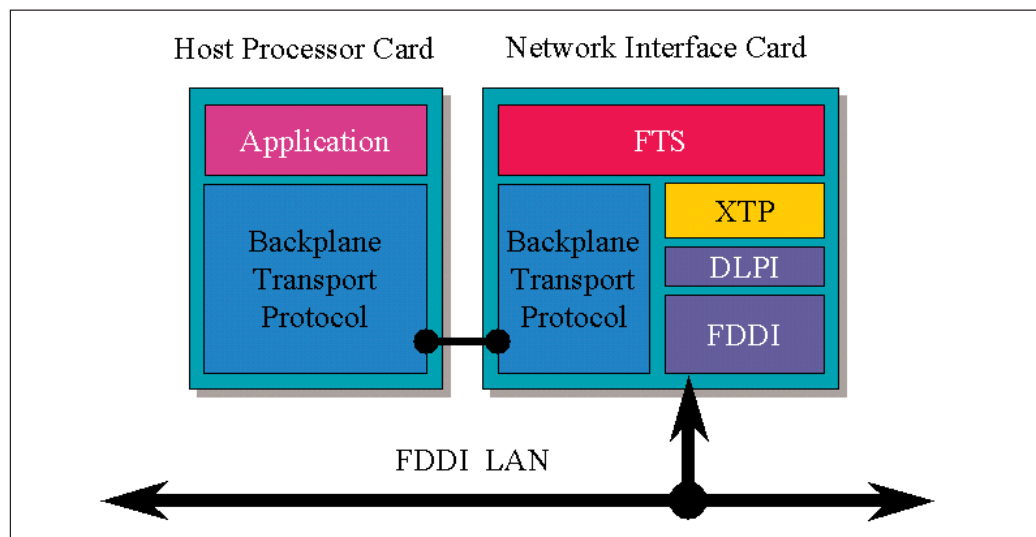 Host Processor Card
Network Interface Card
Application
Backplane
Transport
Protocol
FTS
Backplane
Transport
Protocol
XTP
DLPI
FDDI
FDDI LAN